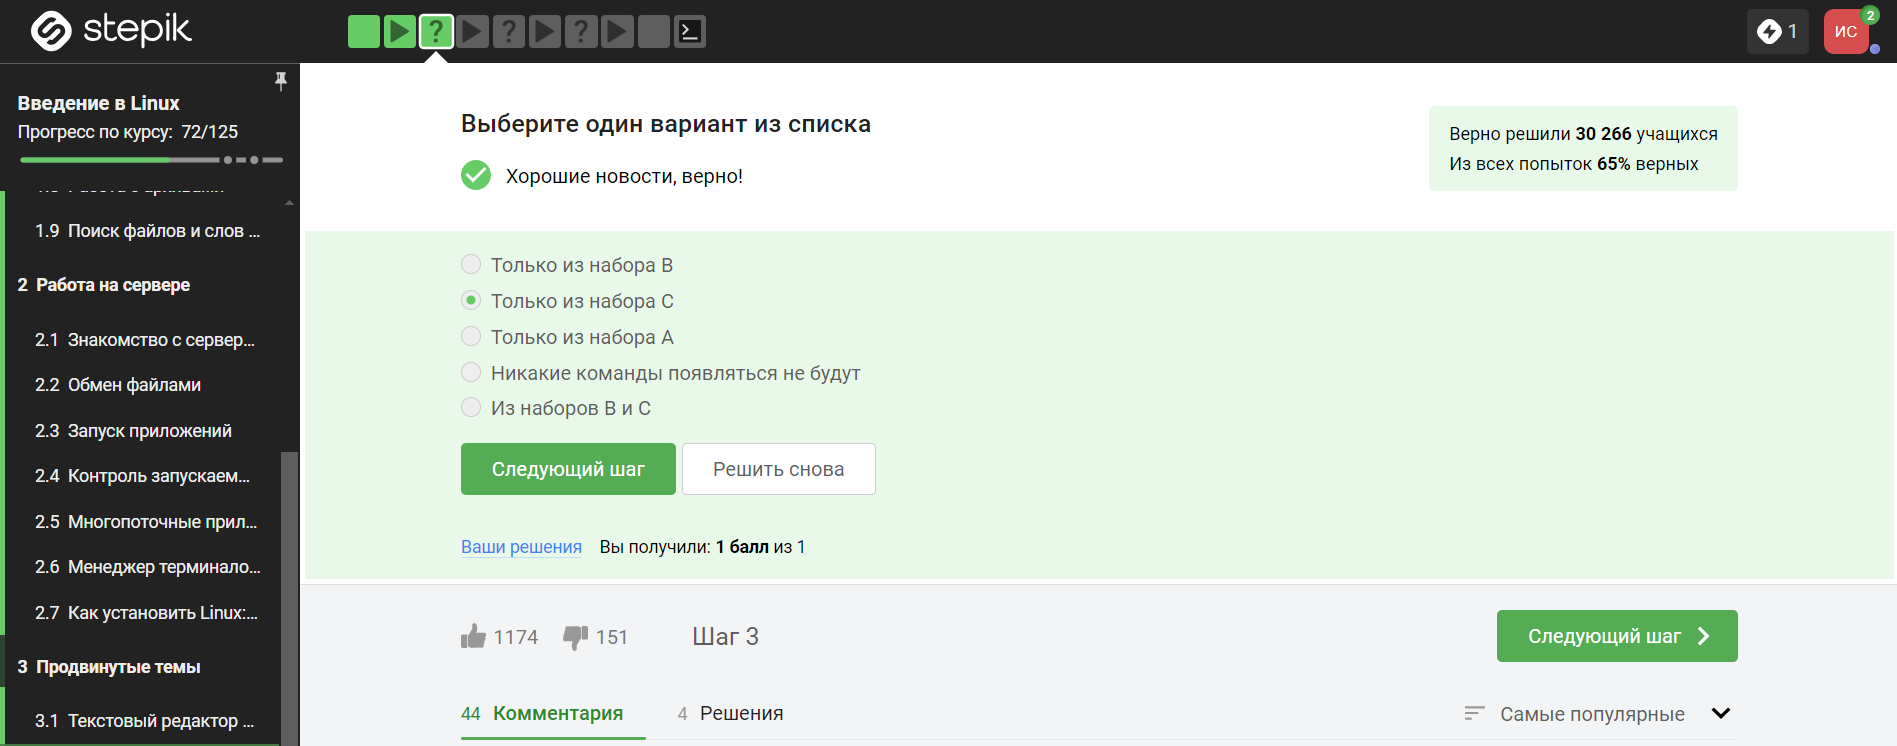 stepik
1
ИС
2
Введение в Linux
Прогресс по курсу: 72/125
1.9 Поиск файлов и слов ...
2 Работа на сервере
2.1 Знакомство с сервер...
2.2 Обмен файлами
2.3 Запуск приложений
2.4 Контроль запускаем...
2.5 Многопоточные прил...
2.6 Менеджер терминало...
2.7 Как установить Linux:...
3 Продвинутые темы
3.1 Текстовый редактор ...
Выберите один вариант из списка
Хорошие новости, верно!
Верно решили 30 266 учащихся
Из всех попыток 65% верных
Только из набора B
Только из набора C
Только из набора A
Никакие команды появляться не будут
Из наборов B и C
Следующий шаг
Решить снова
Ваши решения Вы получили: 1 балл из 1
1174
151
Шаг 3
Следующий шаг
44 Комментария
4 Решения
Самые популярные